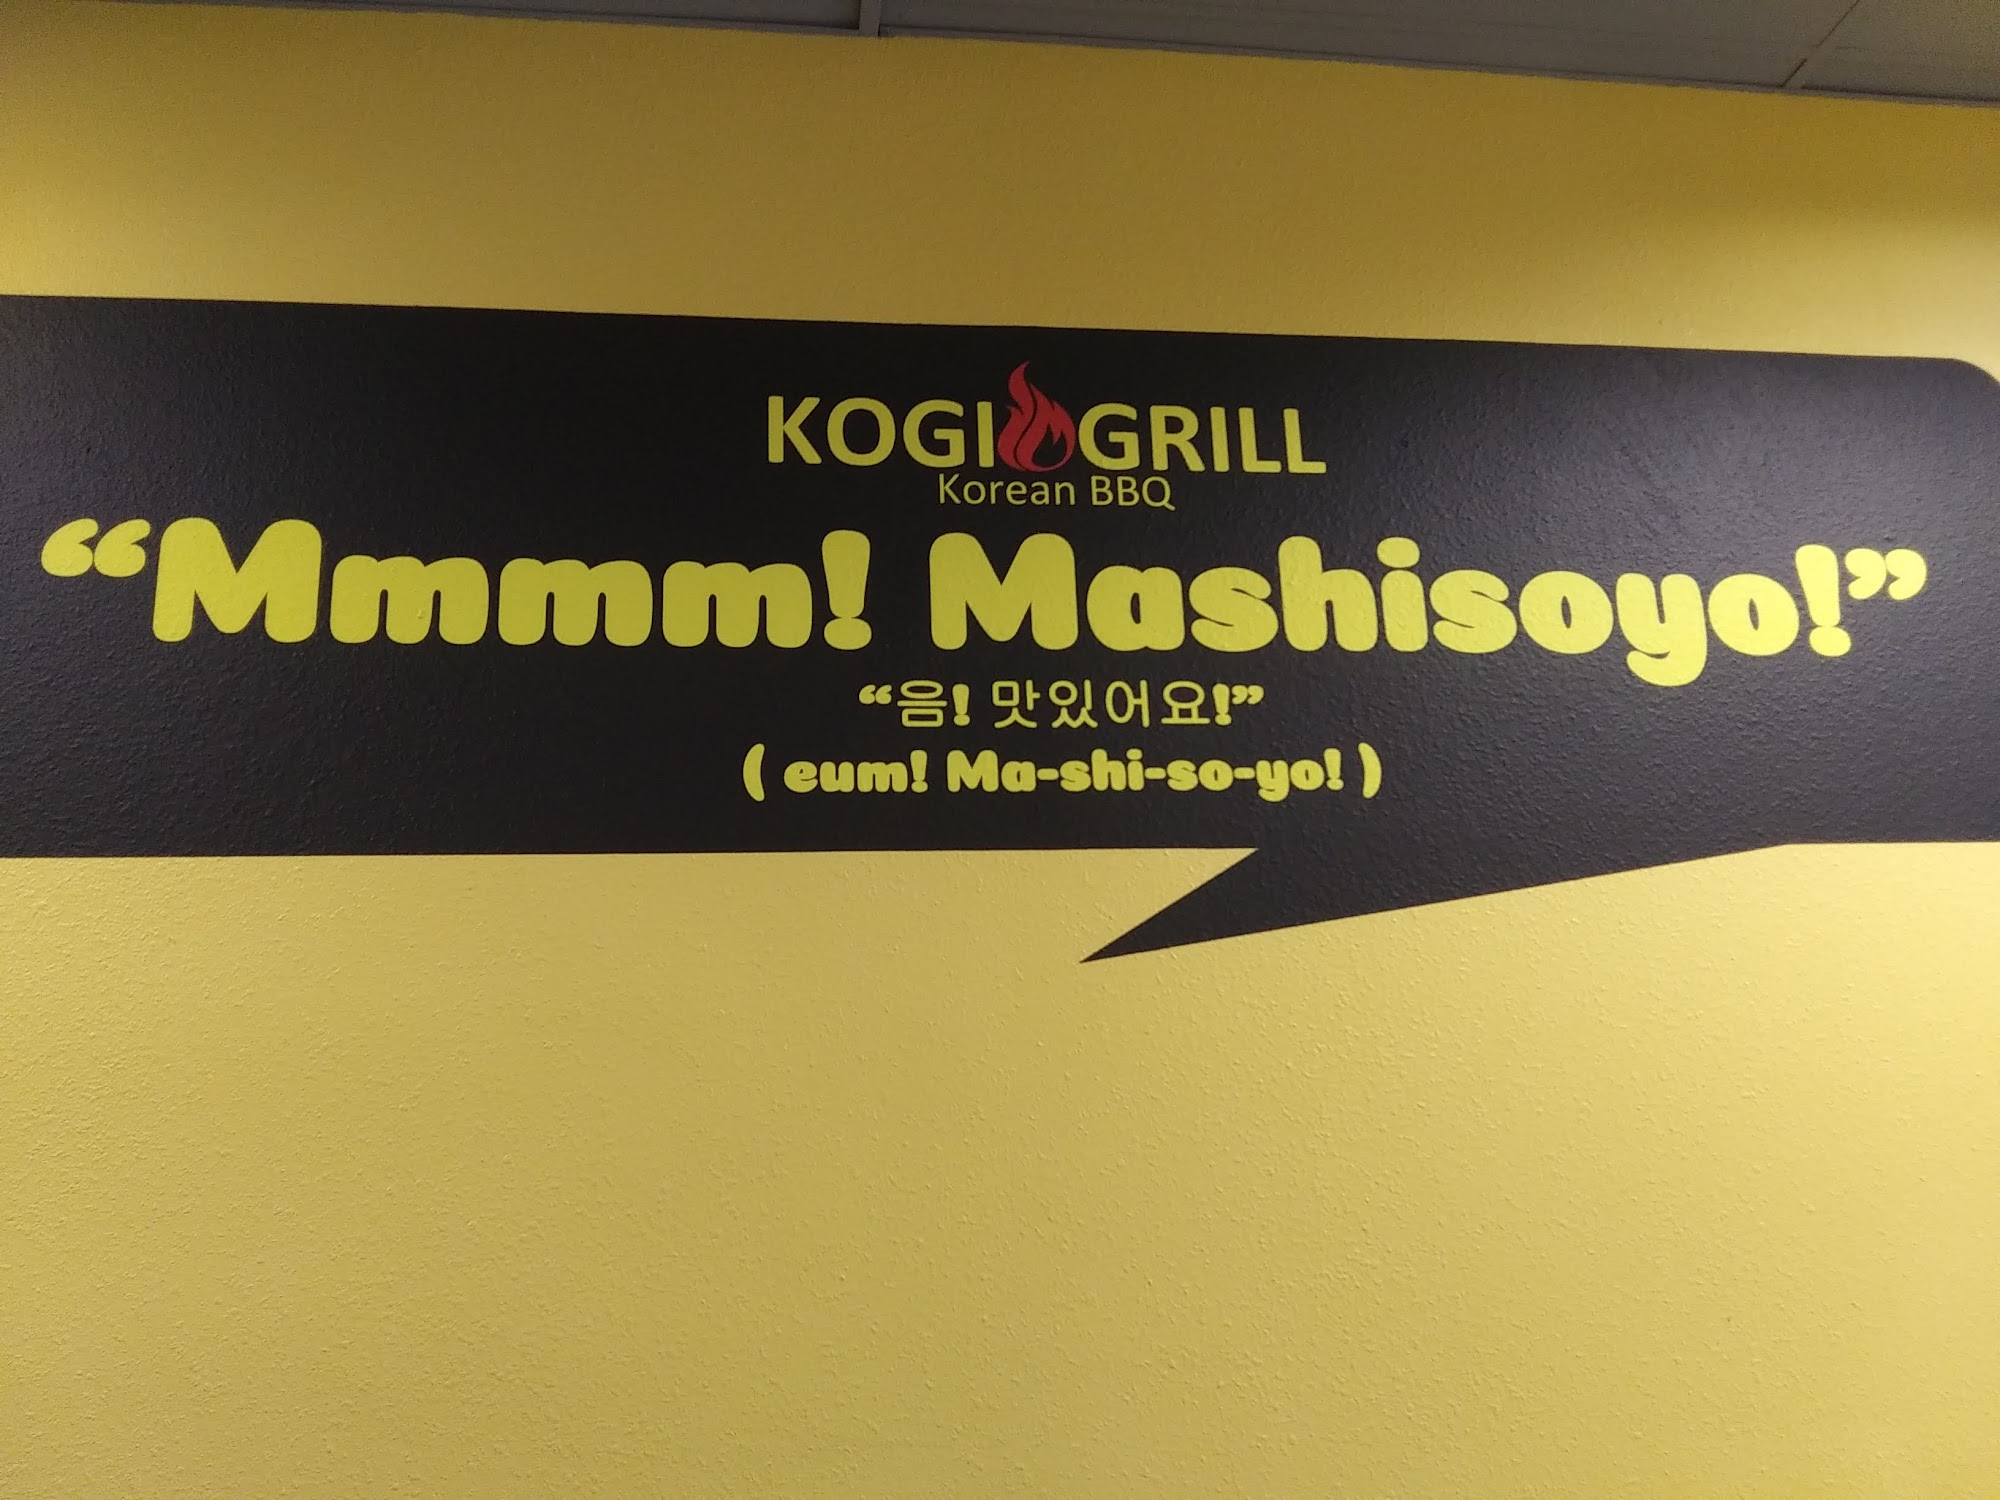 KOGI GRILL
Korean BBQ
“Mmmm! Mashisoyo!”
“음! 맛있어요!”
( eum! Ma-shi-so-yo! )